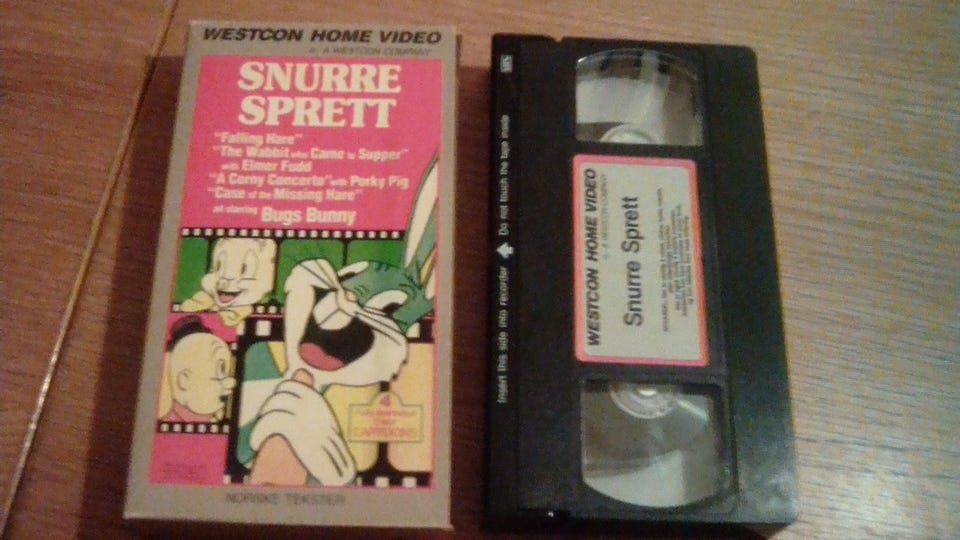 WESTCON HOME VIDEO
A WESTCON COMPANY
SNURRE
SPRETT
"Falling Hare"
"The Wabbit who Came to Supper"
with Elmer Fudd
"A Corny Concerto" with Porky Pig
"Case of the Missing Hare"
all starring Bugs Bunny
4
CARTOONS
NORSKE TEKSTER
VHS
Insert this side into recorder
Do not touch the tape inside
WESTCON HOME VIDEO
A WESTCON COMPANY
Snurre Sprett